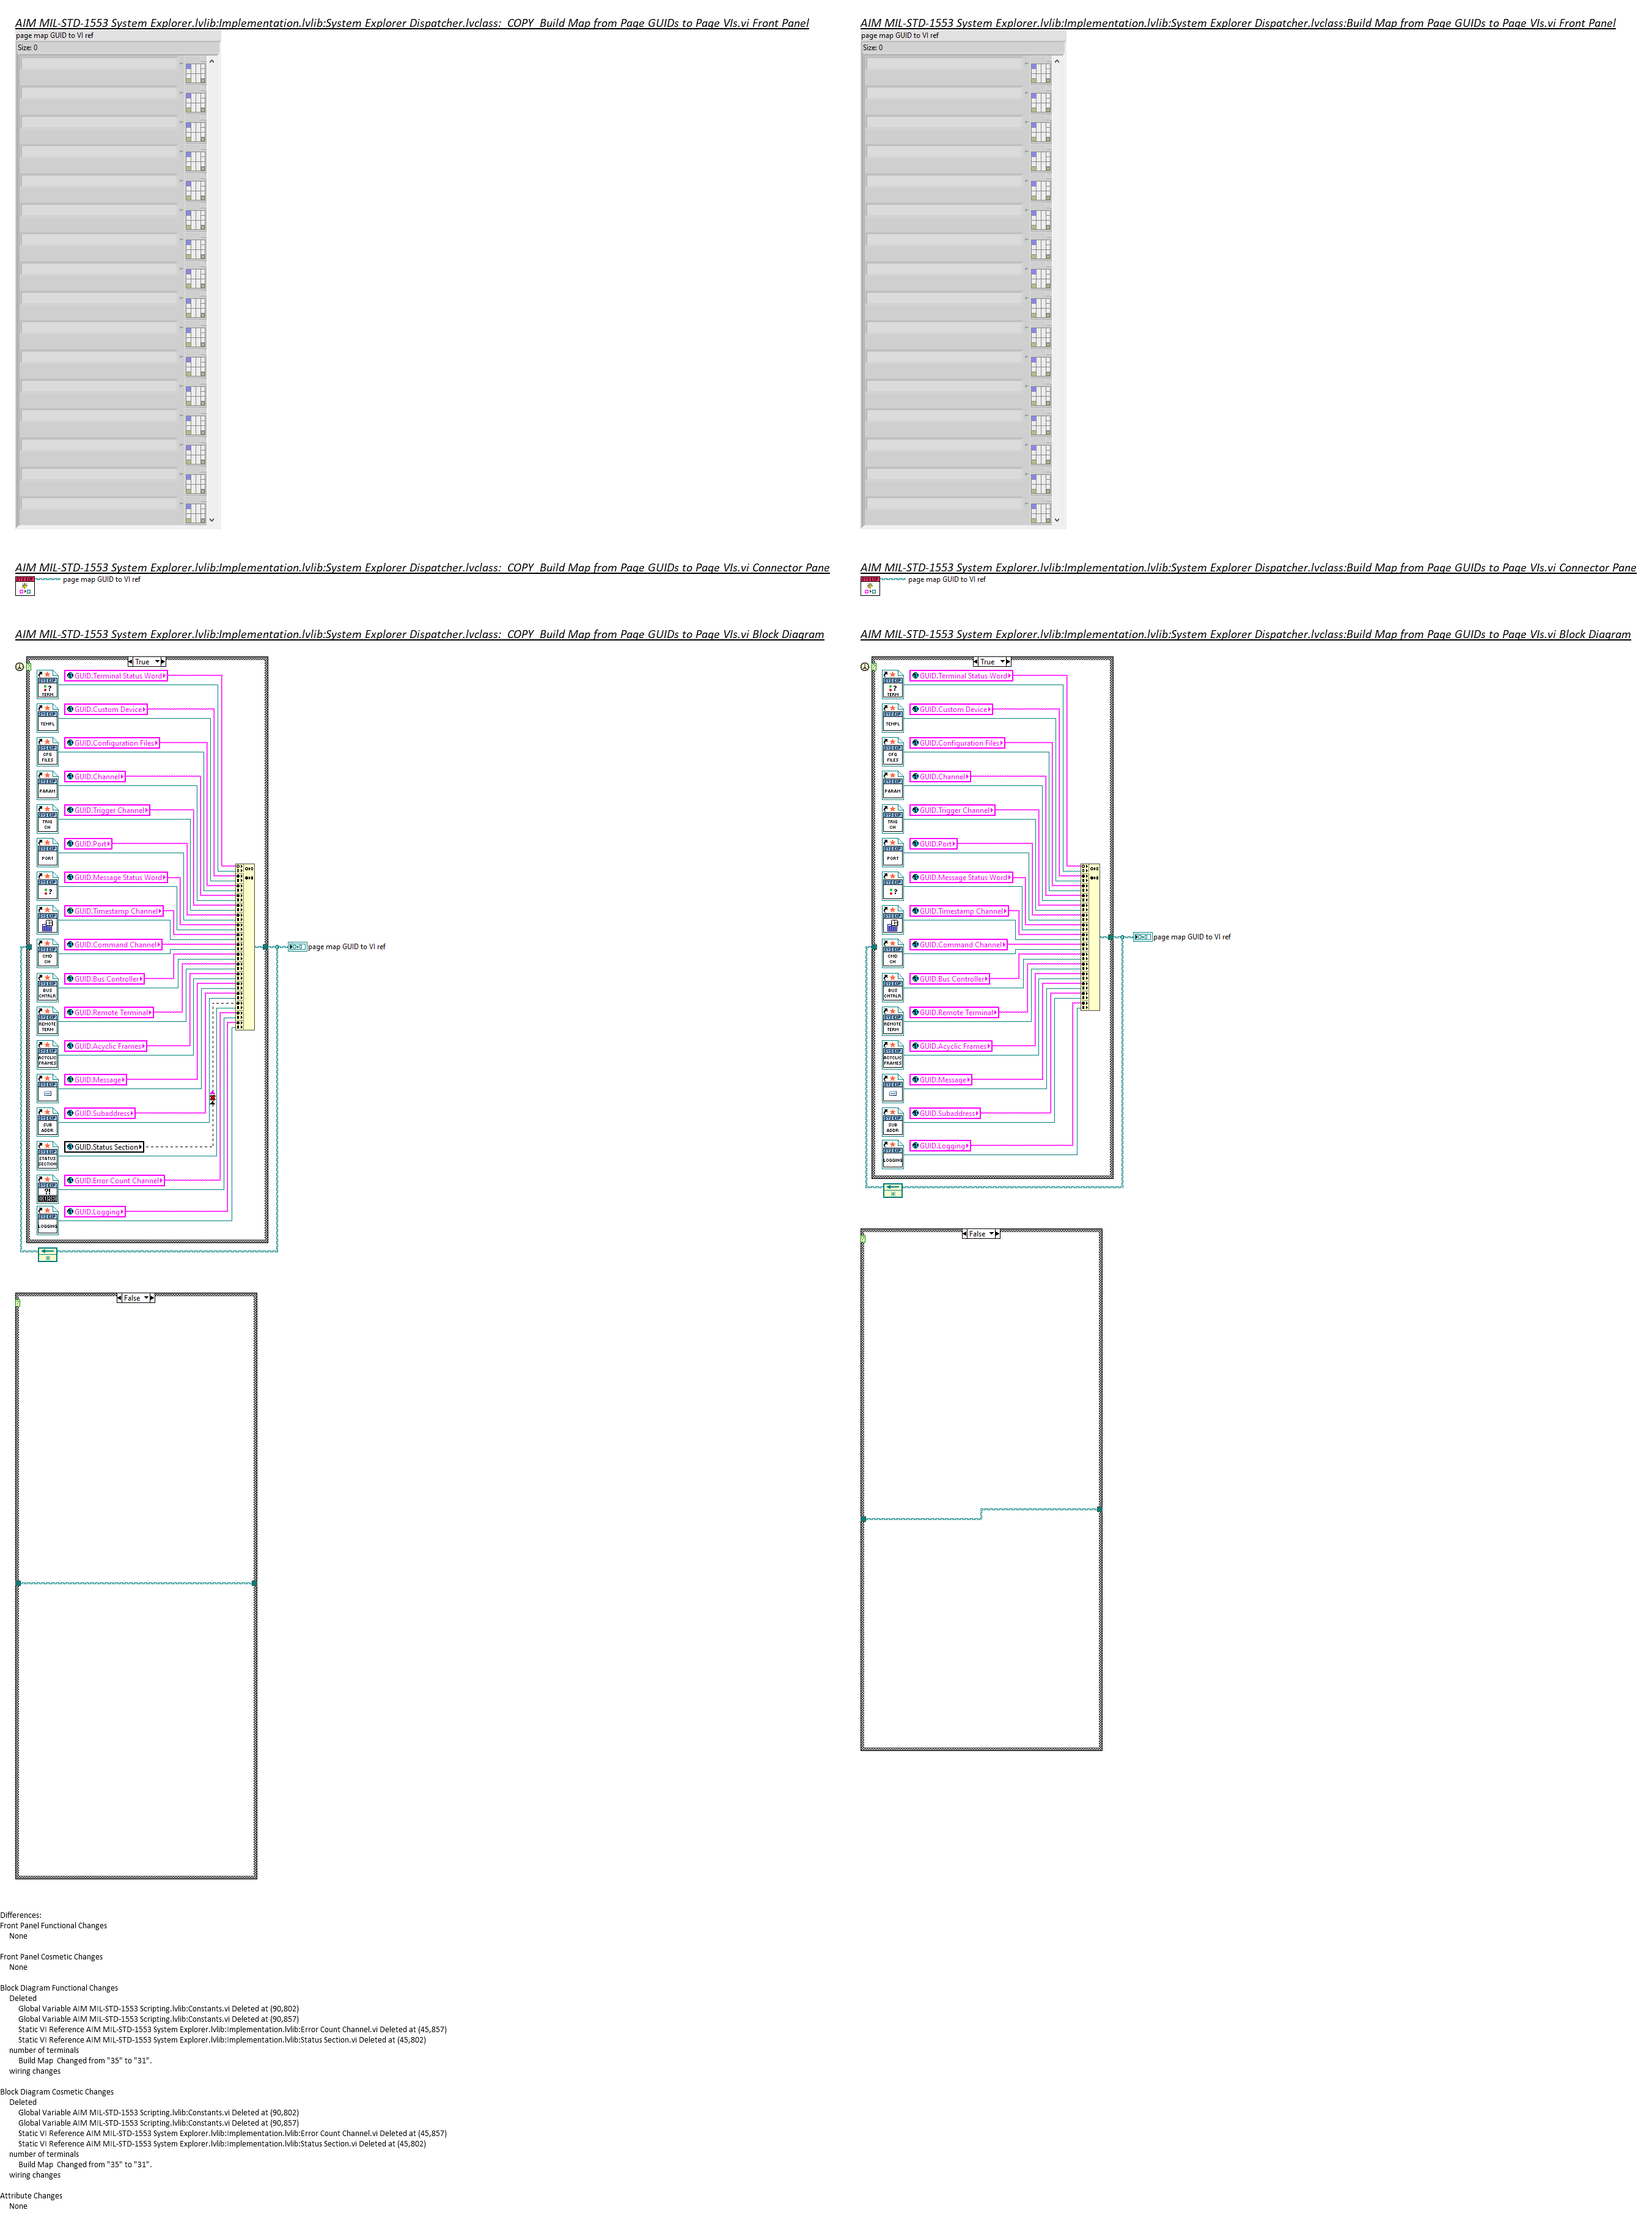 AIM MIL-STD-1553 System Explorer.lvlib:Implementation.lvlib:System Explorer Dispatcher.lvclass:_COPY_Build Map from Page GUIDs to Page VIs.vi Front Panel
page map GUID to VI ref
Size: 0
AIM MIL-STD-1553 System Explorer.lvlib:Implementation.lvlib:System Explorer Dispatcher.lvclass:Build Map from Page GUIDs to Page VIs.vi Front Panel
page map GUID to VI ref
Size: 0
AIM MIL-STD-1553 System Explorer.lvlib:Implementation.lvlib:System Explorer Dispatcher.lvclass:_COPY_Build Map from Page GUIDs to Page VIs.vi Connector Pane
page map GUID to VI ref
AIM MIL-STD-1553 System Explorer.lvlib:Implementation.lvlib:System Explorer Dispatcher.lvclass:Build Map from Page GUIDs to Page VIs.vi Connector Pane
page map GUID to VI ref
AIM MIL-STD-1553 System Explorer.lvlib:Implementation.lvlib:System Explorer Dispatcher.lvclass:_COPY_Build Map from Page GUIDs to Page VIs.vi Block Diagram
True
GUID.Terminal Status Word
TERM
GUID.Custom Device
TEMPL
GUID.Configuration Files
CFG
FILES
GUID.Channel
PARAM
GUID.Trigger Channel
TRIG
CH
GUID.Port
PORT
GUID.Message Status Word
GUID.Timestamp Channel
GUID.Command Channel
CMD
CH
page map GUID to VI ref
GUID.Bus Controller
BUS
CNTRLR
GUID.Remote Terminal
REMOTE
TERM
GUID.Acyclic Frames
ACYCLIC
FRAMES
GUID.Message
GUID.Subaddress
SUB
ADDR
GUID.Status Section
STATUS
SECTION
GUID.Error Count Channel
?!
GUID.Logging
LOGGING
False
AIM MIL-STD-1553 System Explorer.lvlib:Implementation.lvlib:System Explorer Dispatcher.lvclass:Build Map from Page GUIDs to Page VIs.vi Block Diagram
True
GUID.Terminal Status Word
TERM
GUID.Custom Device
TEMPL
GUID.Configuration Files
CFG
FILES
GUID.Channel
PARAM
GUID.Trigger Channel
TRIG
CH
GUID.Port
PORT
GUID.Message Status Word
GUID.Timestamp Channel
page map GUID to VI ref
GUID.Command Channel
CMD
CH
GUID.Bus Controller
BUS
CNTRLR
GUID.Remote Terminal
REMOTE
TERM
GUID.Acyclic Frames
ACYCLIC
FRAMES
GUID.Message
GUID.Subaddress
SUB
ADDR
GUID.Logging
LOGGING
False
Differences:
Front Panel Functional Changes
None
Front Panel Cosmetic Changes
None
Block Diagram Functional Changes
Deleted
Global Variable AIM MIL-STD-1553 Scripting.lvlib:Constants.vi Deleted at (90,802)
Global Variable AIM MIL-STD-1553 Scripting.lvlib:Constants.vi Deleted at (90,857)
Static VI Reference AIM MIL-STD-1553 System Explorer.lvlib:Implementation.lvlib:Error Count Channel.vi Deleted at (45,857)
Static VI Reference AIM MIL-STD-1553 System Explorer.lvlib:Implementation.lvlib:Status Section.vi Deleted at (45,802)
number of terminals
Build Map  Changed from "35" to "31".
wiring changes
Block Diagram Cosmetic Changes
Deleted
Global Variable AIM MIL-STD-1553 Scripting.lvlib:Constants.vi Deleted at (90,802)
Global Variable AIM MIL-STD-1553 Scripting.lvlib:Constants.vi Deleted at (90,857)
Static VI Reference AIM MIL-STD-1553 System Explorer.lvlib:Implementation.lvlib:Error Count Channel.vi Deleted at (45,857)
Static VI Reference AIM MIL-STD-1553 System Explorer.lvlib:Implementation.lvlib:Status Section.vi Deleted at (45,802)
number of terminals
Build Map  Changed from "35" to "31".
wiring changes
Attribute Changes
None